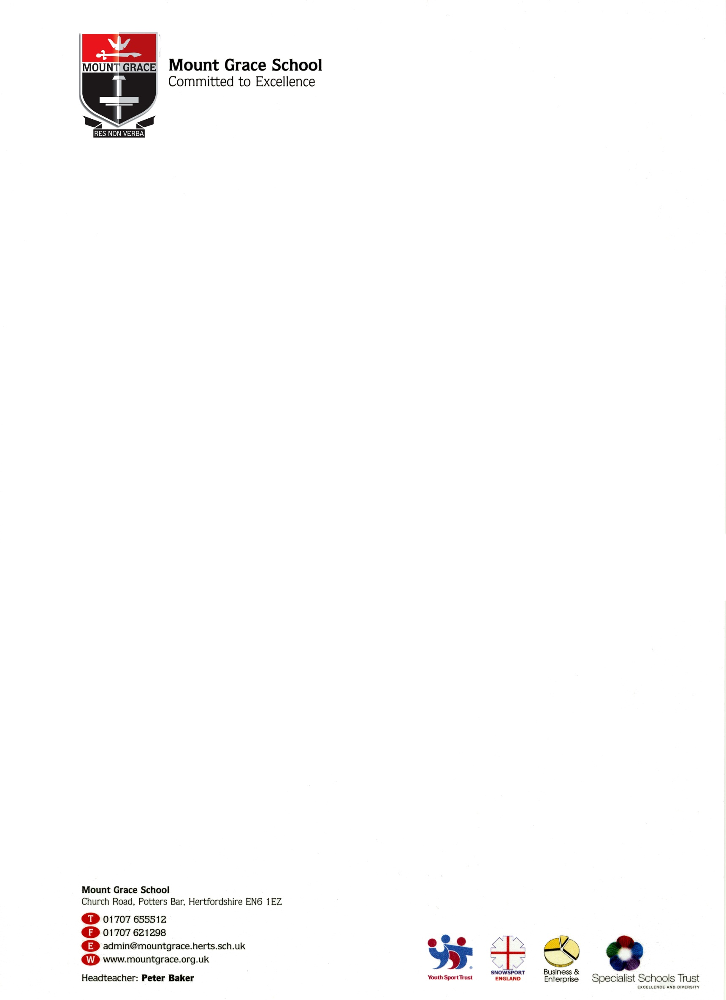 MOUNT GRACE
RES NON VERBA
Mount Grace School
Committed to Excellence
Mount Grace School
Church Road, Potters Bar, Hertfordshire EN6 1EZ
T 01707 655512
F 01707 621298
E admin@mountgrace.herts.sch.uk
W www.mountgrace.org.uk
Headteacher: Peter Baker
Youth Sport Trust
®
SNOWSPORT
ENGLAND
Business &
Enterprise
Specialist Schools Trust
EXCELLENCE AND DIVERSITY